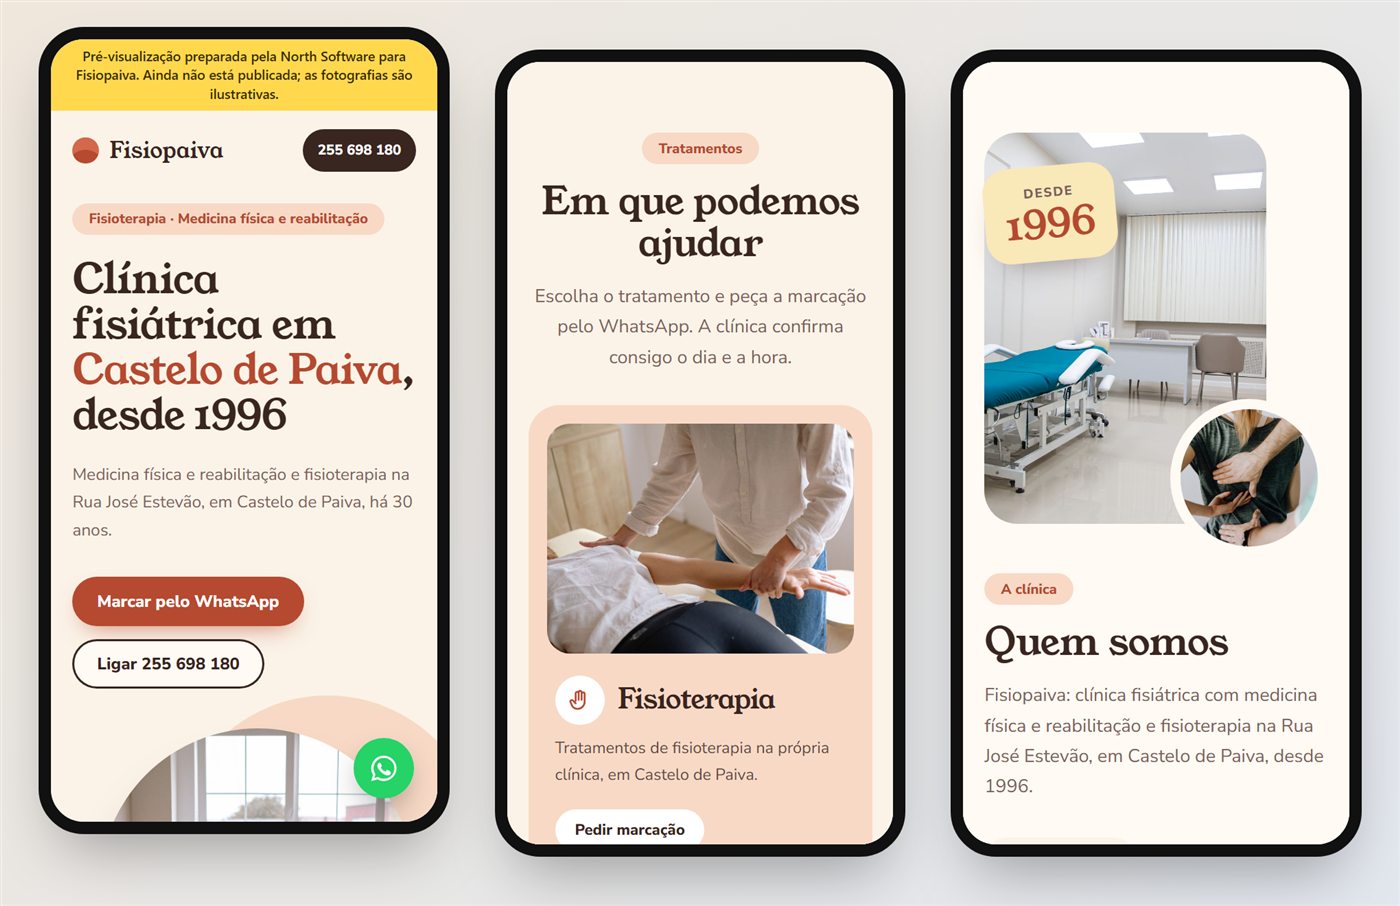 Pré-visualização preparada pela North Software para
Fisiopaiva. Ainda não está publicada; as fotografias são
ilustrativas.
Fisiopaiva
255 698 180
Fisioterapia · Medicina física e reabilitação
Clínica
fisiátrica em
Castelo de Paiva,
desde 1996
Medicina física e reabilitação e fisioterapia na
Rua José Estevão, em Castelo de Paiva, há 30
anos.
Marcar pelo WhatsApp
Ligar 255 698 180
Tratamentos
Em que podemos
ajudar
Escolha o tratamento e peça a marcação
pelo WhatsApp. A clínica confirma
consigo o dia e a hora.
Fisioterapia
Tratamentos de fisioterapia na própria
clínica, em Castelo de Paiva.
Pedir marcação
DESDE
1996
A clínica
Quem somos
Fisiopaiva: clínica fisiátrica com medicina
física e reabilitação e fisioterapia na Rua
José Estevão, em Castelo de Paiva, desde
1996.